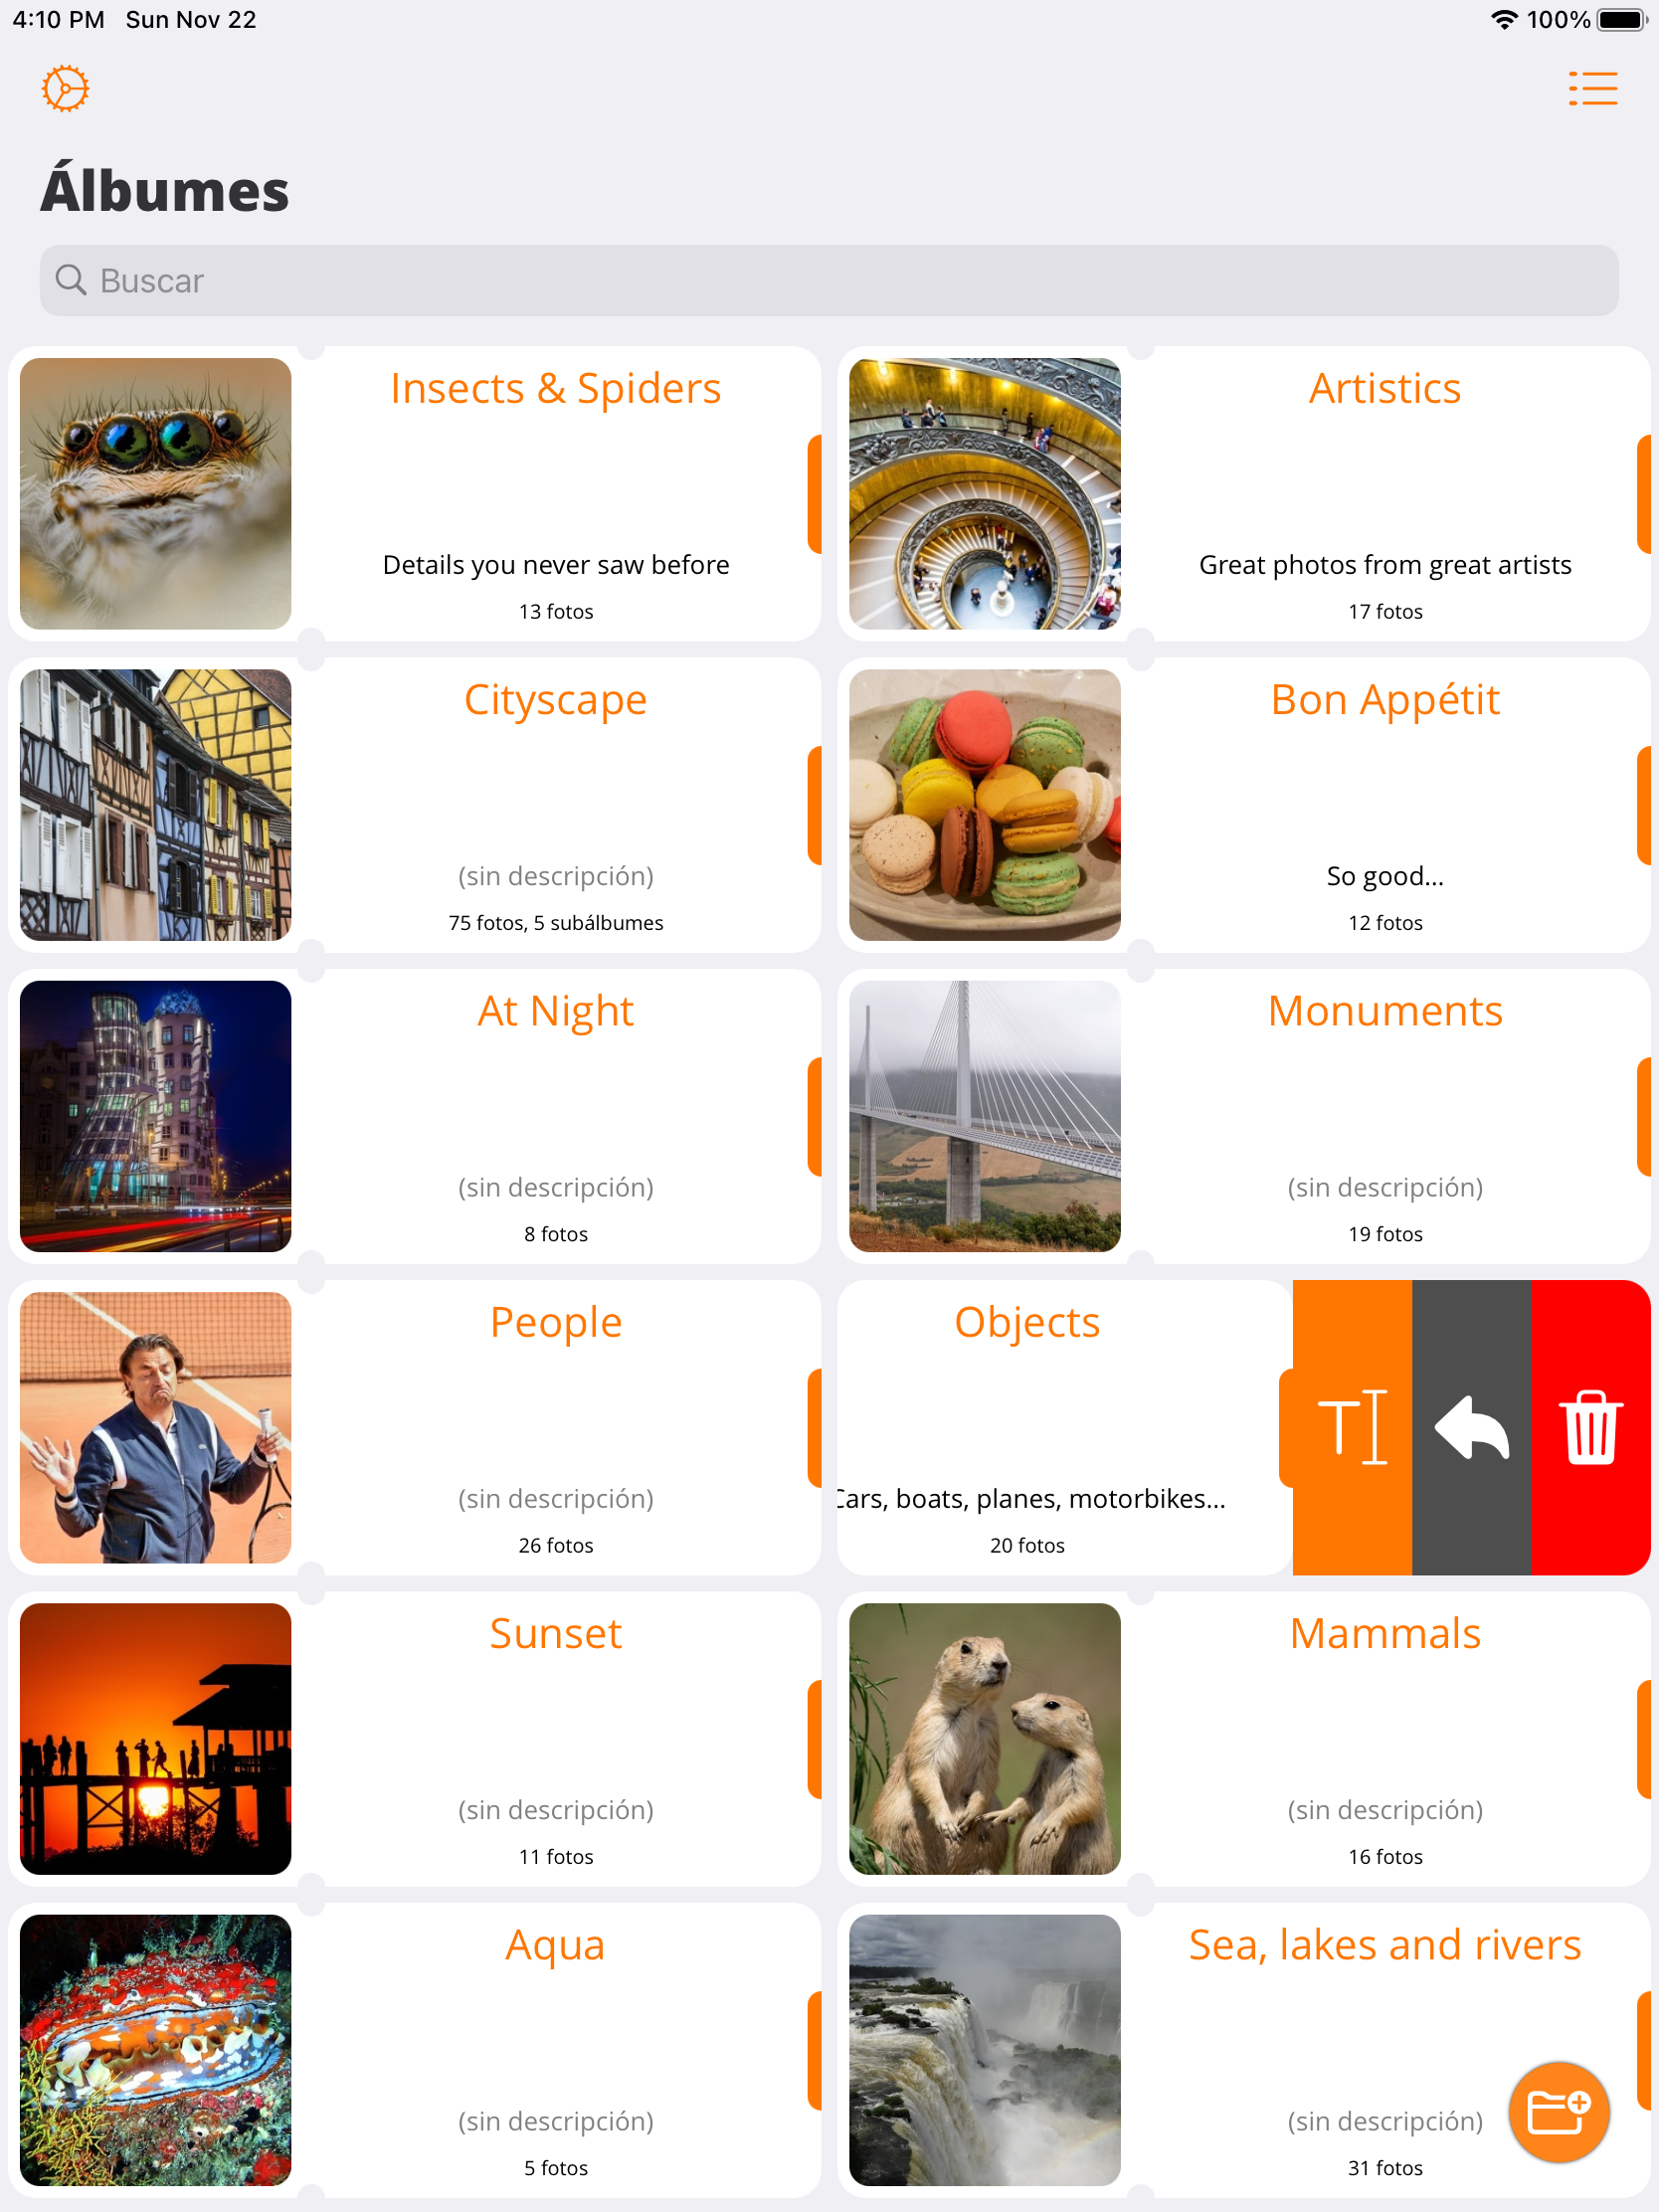 4:10 PM Sun Nov 22
100%
Álbumes
Buscar
Insects & Spiders
Details you never saw before
13 fotos
Artistics
Great photos from great artists
17 fotos
Cityscape
(sin descripción)
75 fotos, 5 subálbumes
Bon Appétit
So good...
12 fotos
At Night
(sin descripción)
8 fotos
Monuments
(sin descripción)
19 fotos
People
(sin descripción)
26 fotos
Objects
Cars, boats, planes, motorbikes...
20 fotos
Sunset
(sin descripción)
11 fotos
Mammals
(sin descripción)
16 fotos
Aqua
(sin descripción)
5 fotos
Sea, lakes and rivers
(sin descripción)
31 fotos